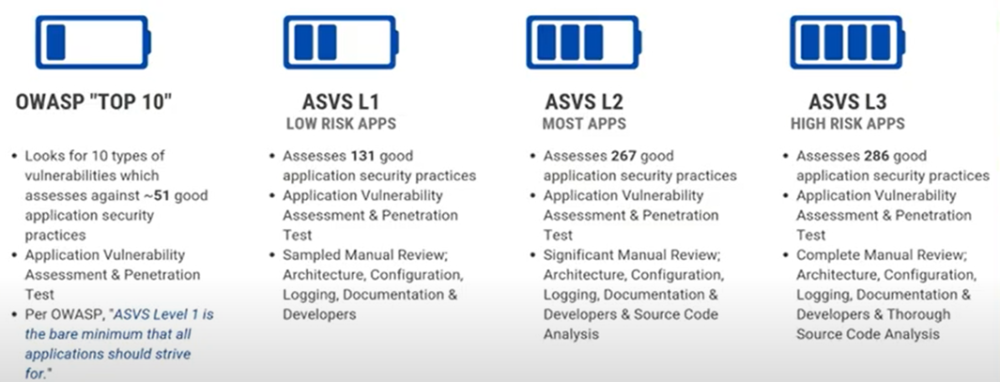 OWASP "TOP 10"
• Looks for 10 types of
vulnerabilities which
assesses against ~51 good
application security
practices
• Application Vulnerability
Assessment & Penetration
Test
• Per OWASP, "ASVS Level 1 is
the bare minimum that all
applications should strive
for."
ASVS L1
LOW RISK APPS
• Assesses 131 good
application security practices
• Application Vulnerability
Assessment & Penetration
Test
• Sampled Manual Review;
Architecture, Configuration,
Logging, Documentation &
Developers
ASVS L2
MOST APPS
• Assesses 267 good
application security practices
• Application Vulnerability
Assessment & Penetration
Test
• Significant Manual Review;
Architecture, Configuration,
Logging, Documentation &
Developers & Source Code
Analysis
ASVS L3
HIGH RISK APPS
• Assesses 286 good
application security practices
• Application Vulnerability
Assessment & Penetration
Test
• Complete Manual Review;
Architecture, Configuration,
Logging, Documentation &
Developers & Thorough
Source Code Analysis